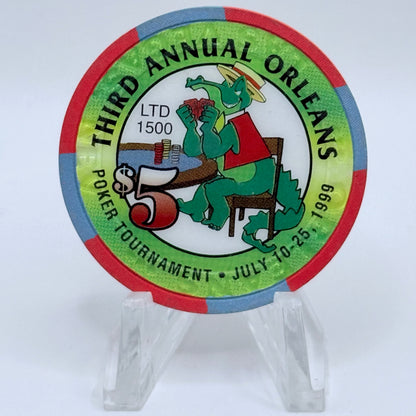 THIRD ANNUAL ORLEANS
LTD
1500
$5
POKER TOURNAMENT • JULY 10-25, 1999